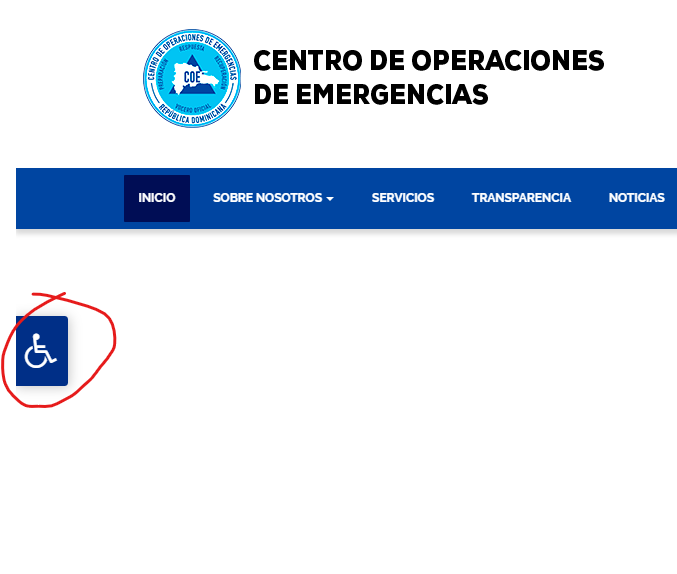 CENTRO DE OPERACIONES DE EMERGENCIAS
RESPUESTA
PREPARACIÓN
RECUPERACIÓN
COE
VOCERO OFICIAL
REPÚBLICA DOMINICANA
CENTRO DE OPERACIONES
DE EMERGENCIAS
INICIO
SOBRE NOSOTROS
SERVICIOS
TRANSPARENCIA
NOTICIAS